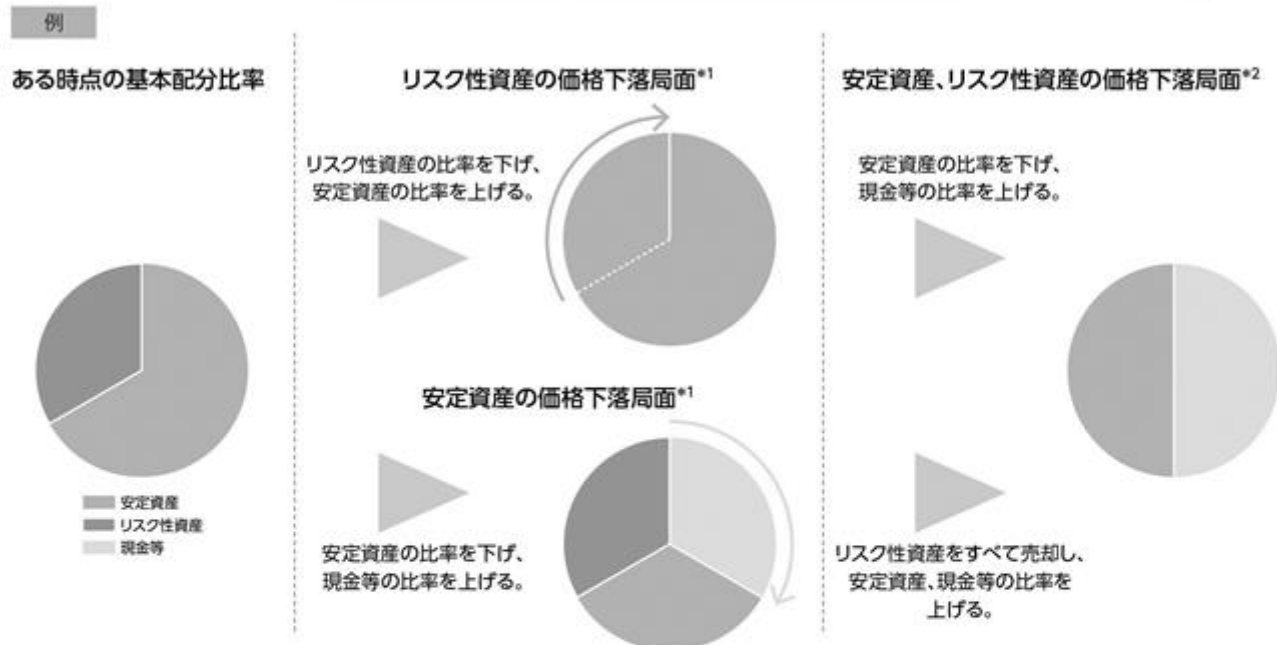 例
ある時点の基本配分比率
安定資産
リスク性資産
現金等
リスク性資産の価格下落局面*1
リスク性資産の比率を下げ、
安定資産の比率を上げる。
安定資産の価格下落局面*1
安定資産の比率を下げ、
現金等の比率を上げる。
安定資産、リスク性資産の価格下落局面*2
安定資産の比率を下げ、
現金等の比率を上げる。
リスク性資産をすべて売却し、
安定資産、現金等の比率を
上げる。